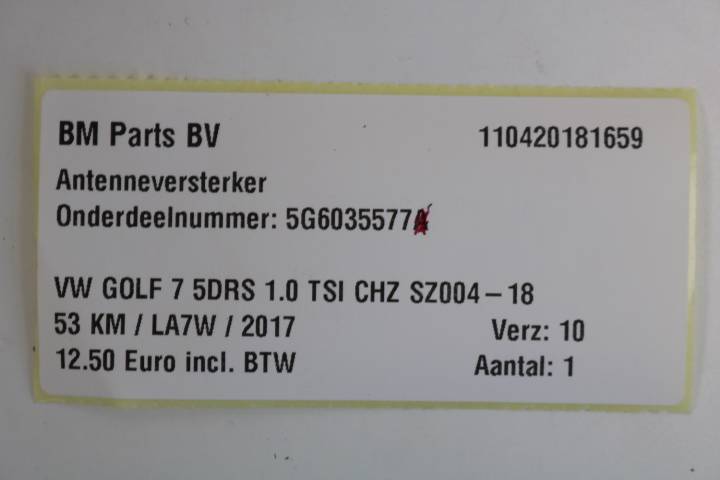 BM Parts BV 110420181659
Antenneversterker
Onderdeelnummer: 5G6035577A
VW GOLF 7 5DRS 1.0 TSI CHZ SZ004-18
53 KM / LA7W / 2017 Verz: 10
12.50 Euro incl. BTW Aantal: 1